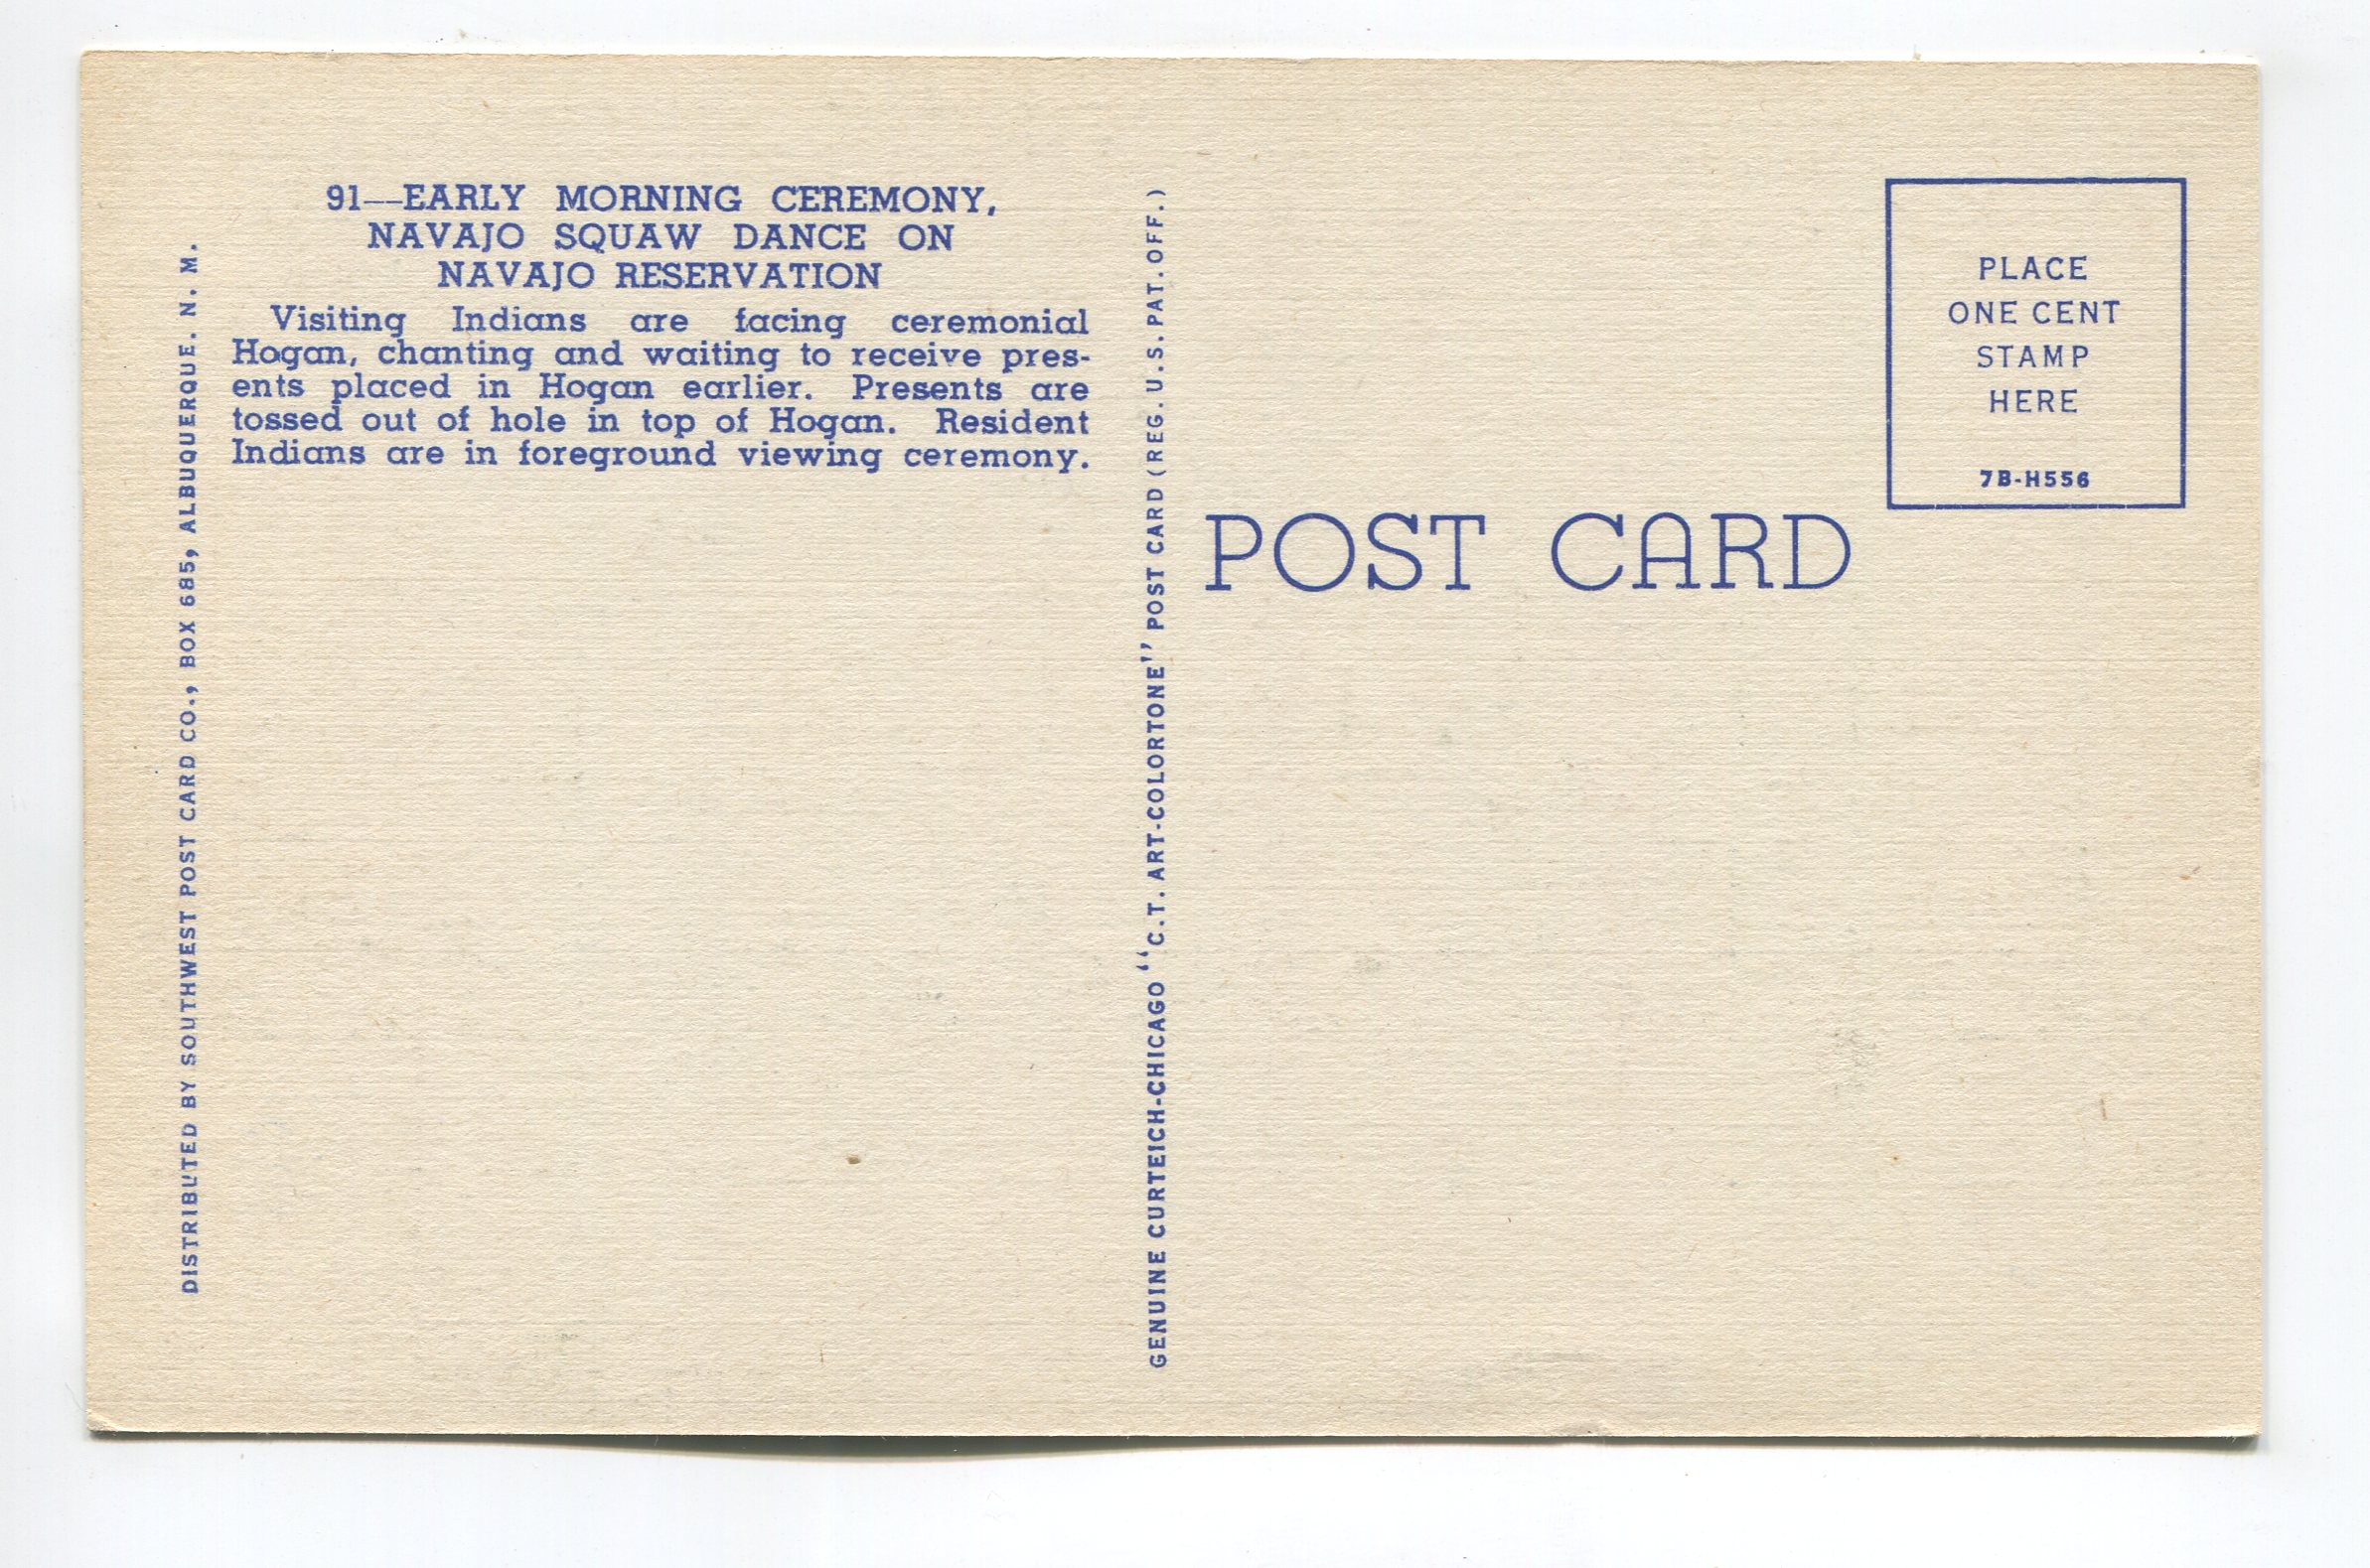 91—EARLY MORNING CEREMONY,
NAVAJO SQUAW DANCE ON
NAVAJO RESERVATION
Visiting Indians are facing ceremonial
Hogan, chanting and waiting to receive pres-
ents placed in Hogan earlier. Presents are
tossed out of hole in top of Hogan. Resident
Indians are in foreground viewing ceremony.
DISTRIBUTED BY SOUTHWEST POST CARD CO., BOX 685, ALBUQUERQUE, N. M.
GENUINE CURTEICH-CHICAGO "C.T. ART-COLORTONE" POST CARD (REG. U.S. PAT. OFF.)
POST CARD
PLACE
ONE CENT
STAMP
HERE
7B-H556